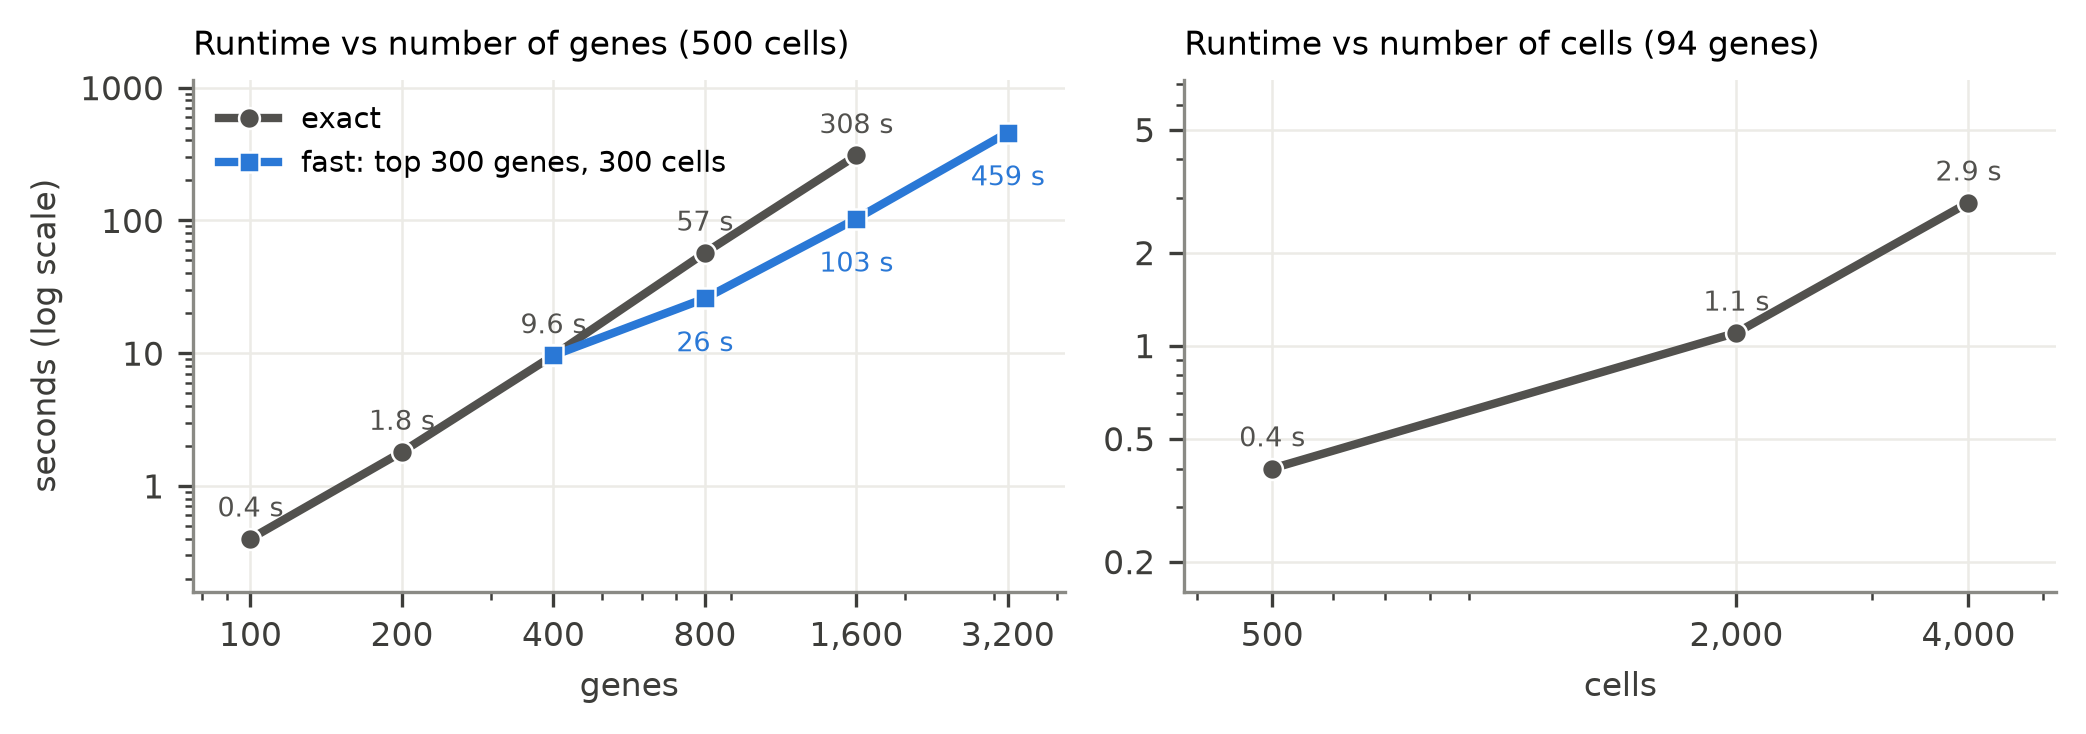 Runtime vs number of genes (500 cells)
1000
100
10
1
seconds (log scale)
exact
fast: top 300 genes, 300 cells
0.4 s
1.8 s
9.6 s
57 s
308 s
26 s
103 s
459 s
100 200 400 800 1,600 3,200
genes
Runtime vs number of cells (94 genes)
5
2
1
0.5
0.2
0.4 s
1.1 s
2.9 s
500 2,000 4,000
cells